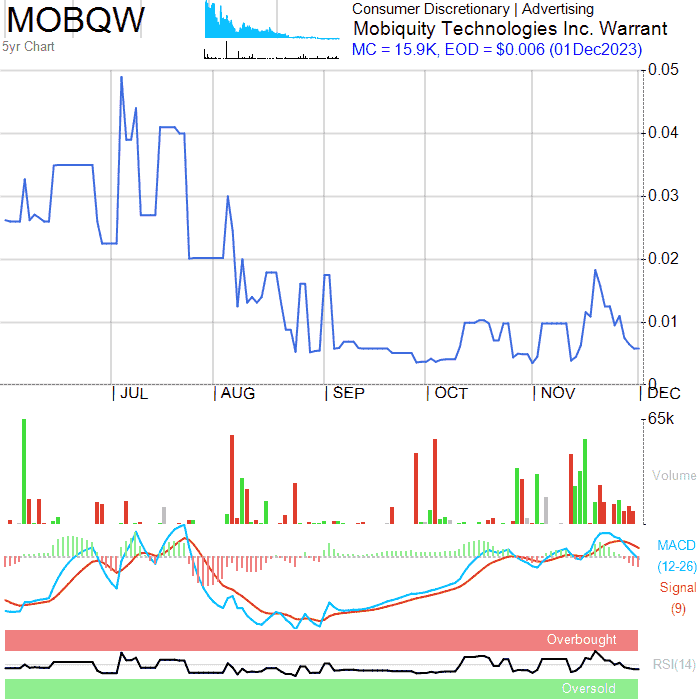 MOBQW
5yr Chart
Consumer Discretionary | Advertising
Mobiquity Technologies Inc. Warrant
MC = 15.9K, EOD = $0.006 (01Dec2023)
0.05
0.04
0.03
0.02
0.01
0
JUL
AUG
SEP
OCT
NOV
DEC
65k
Volume
MACD
(12-26)
Signal
(9)
Overbought
RSI(14)
Oversold